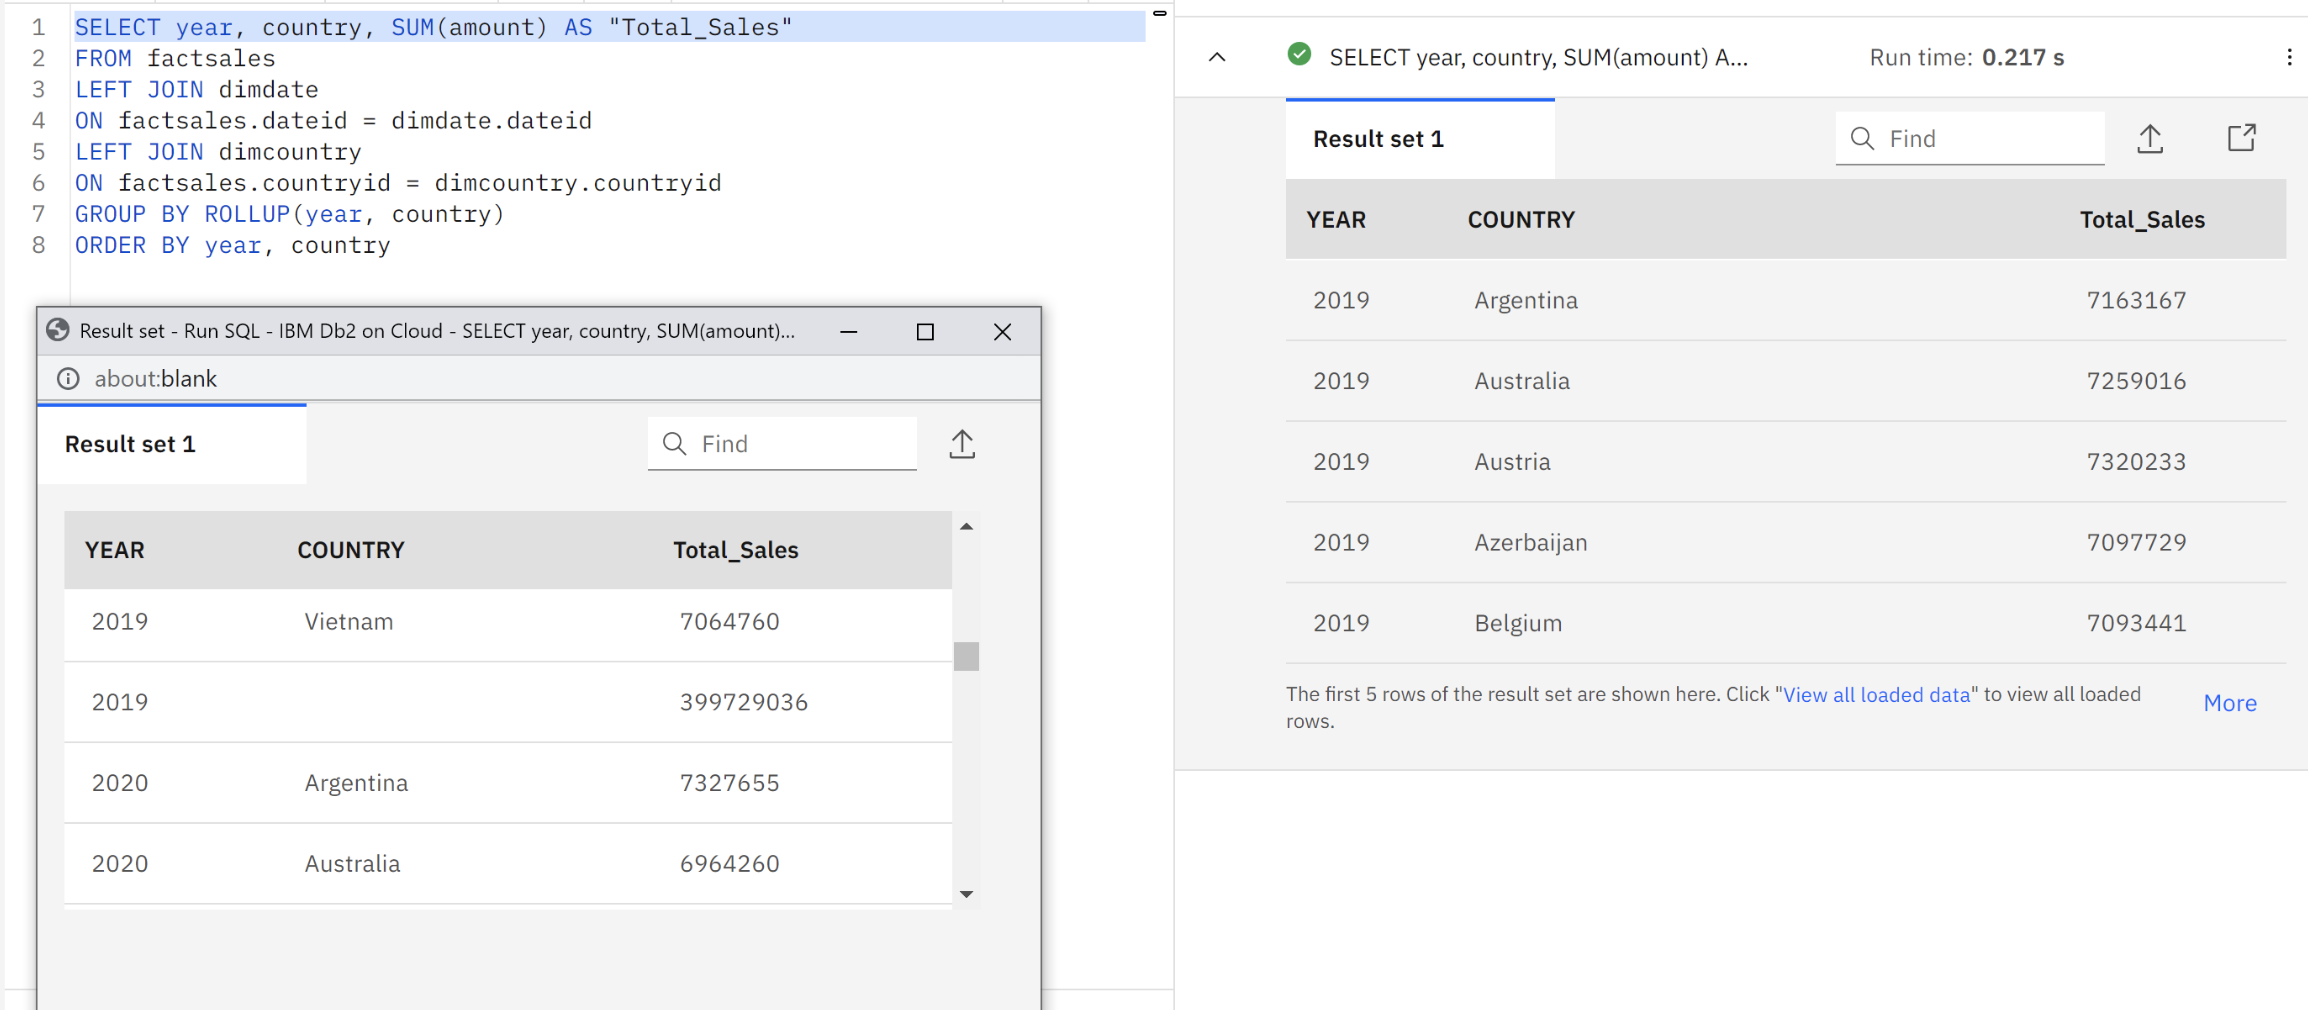 1 SELECT year, country, SUM(amount) AS "Total_Sales"
2 FROM factsales
3 LEFT JOIN dimdate
4 ON factsales.dateid = dimdate.dateid
5 LEFT JOIN dimcountry
6 ON factsales.countryid = dimcountry.countryid
7 GROUP BY ROLLUP(year, country)
8 ORDER BY year, country
Result set - Run SQL - IBM Db2 on Cloud - SELECT year, country, SUM(amount)...
about:blank
Result set 1
Find
YEAR COUNTRY Total_Sales
2019 Vietnam 7064760
2019 399729036
2020 Argentina 7327655
2020 Australia 6964260
SELECT year, country, SUM(amount) A... Run time: 0.217 s
Result set 1
Find
YEAR COUNTRY Total_Sales
2019 Argentina 7163167
2019 Australia 7259016
2019 Austria 7320233
2019 Azerbaijan 7097729
2019 Belgium 7093441
The first 5 rows of the result set are shown here. Click "View all loaded data" to view all loaded
rows.
More